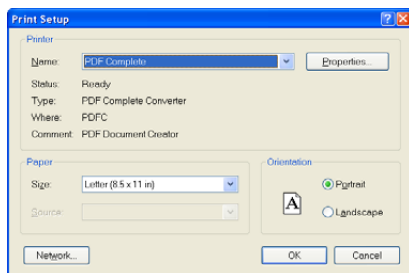 Print Setup
Printer
Name: PDF Complete Properties...
Status: Ready
Type: PDF Complete Converter
Where: PDFC
Comment: PDF Document Creator
Paper
Size: Letter (8.5 x 11 in)
Source:
Orientation
A
Portrait
Landscape
Network... OK Cancel